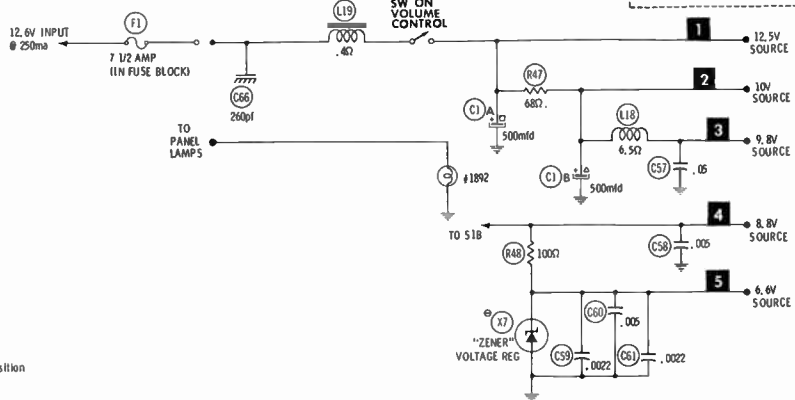 SW ON
VOLUME
CONTROL
L19
F1
12.6V INPUT
@ 250ma
7 1/2 AMP
(IN FUSE BLOCK)
.4Ω
C66
260pf
1
12.5V
SOURCE
R47
68Ω.
2
10V
SOURCE
C1 A
+
500mfd
L18
6.5Ω
3
9.8V
SOURCE
C57
.05
C1 B
+
500mfd
TO
PANEL
LAMPS
#1892
TO S1B
4
8.8V
SOURCE
C58
.005
R48
100Ω
5
6.6V
SOURCE
X7
"ZENER"
VOLTAGE REG
C60
.005
C59
.0022
C61
.0022
sition